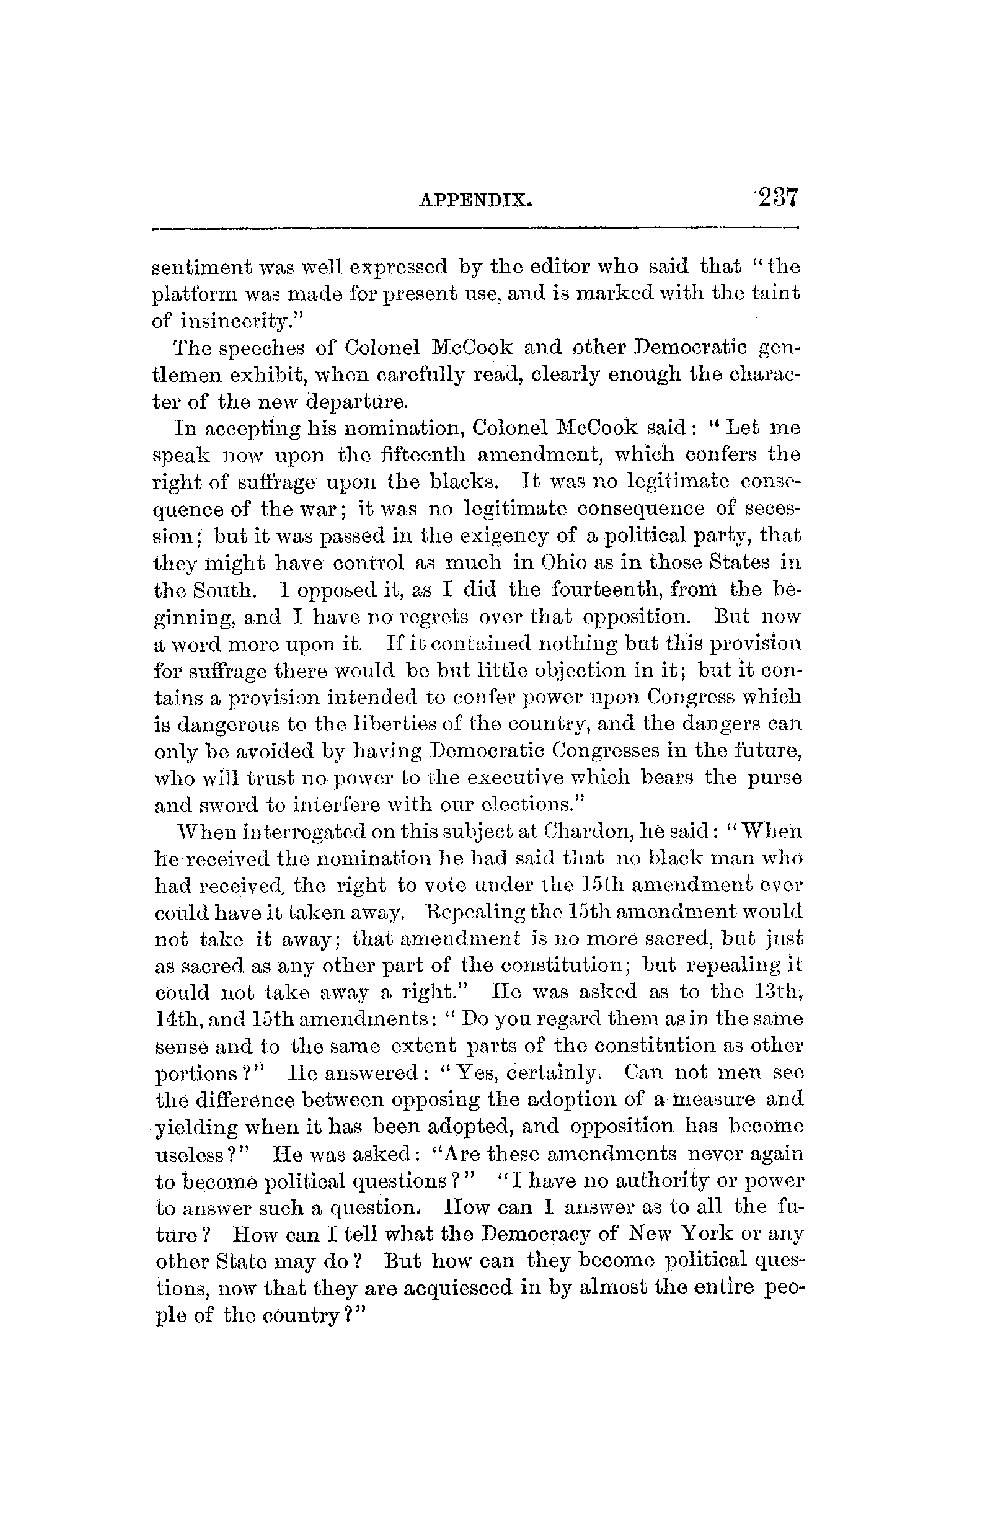 APPENDIX. 237
sentiment was well expressed by the editor who said that "the
platform was made for present use, and is marked with the taint
of insincerity."
The speeches of Colonel McCook and other Democratic gen-
tlemen exhibit, when carefully read, clearly enough the charac-
ter of the new departure.
In accepting his nomination, Colonel McCook said: "Let me
speak now upon the fifteenth amendment, which confers the
right of suffrage upon the blacks. It was no legitimate conse-
quence of the war; it was no legitimate consequence of seces-
sion; but it was passed in the exigency of a political party, that
they might have control as much in Ohio as in those States in
the South. I opposed it, as I did the fourteenth, from the be-
ginning, and I have no regrets over that opposition. But now
a word more upon it. If it contained nothing but this provision
for suffrage there would be but little objection in it; but it con-
tains a provision intended to confer power upon Congress which
is dangerous to the liberties of the country, and the dangers can
only be avoided by having Democratic Congresses in the future,
who will trust no power to the executive which bears the purse
and sword to interfere with our elections."
When interrogated on this subject at Chardon, he said: "When
he received the nomination he had said that no black man who
had received the right to vote under the 15th amendment ever
could have it taken away. Repealing the 15th amendment would
not take it away; that amendment is no more sacred, but just
as sacred as any other part of the constitution; but repealing it
could not take away a right." He was asked as to the 13th,
14th, and 15th amendments: "Do you regard them as in the same
sense and to the same extent parts of the constitution as other
portions?" He answered: "Yes, certainly. Can not men see
the difference between opposing the adoption of a measure and
yielding when it has been adopted, and opposition has become
useless?" He was asked: "Are these amendments never again
to become political questions?" "I have no authority or power
to answer such a question. How can I answer as to all the fu-
ture? How can I tell what the Democracy of New York or any
other State may do? But how can they become political ques-
tions, now that they are acquiesced in by almost the entire peo-
ple of the country?"